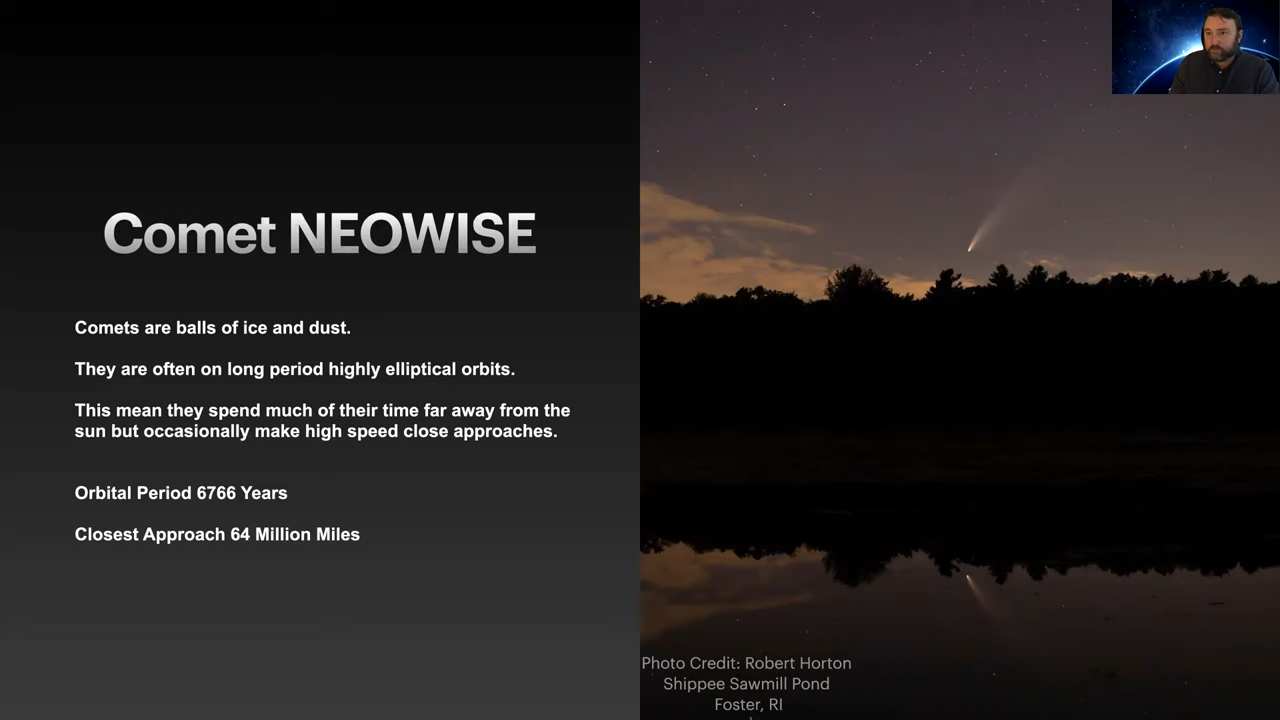 Comet NEOWISE
Comets are balls of ice and dust.
They are often on long period highly elliptical orbits.
This mean they spend much of their time far away from the
sun but occasionally make high speed close approaches.
Orbital Period 6766 Years
Closest Approach 64 Million Miles
Photo Credit: Robert Horton
Shippee Sawmill Pond
Foster, RI